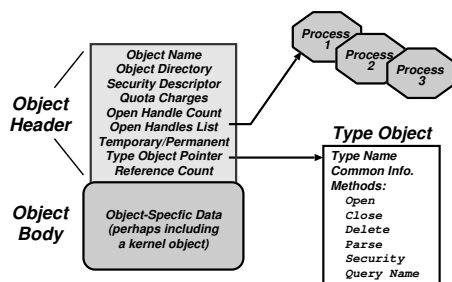 Object
Header
Object Name
Object Directory
Security Descriptor
Quota Charges
Open Handle Count
Open Handles List
Temporary/Permanent
Type Object Pointer
Reference Count
Object
Body
Object-Specfic Data
(perhaps including
a kernel object)
Process
1
Process
2
Process
3
Type Object
Type Name
Common Info.
Methods:
Open
Close
Delete
Parse
Security
Query Name